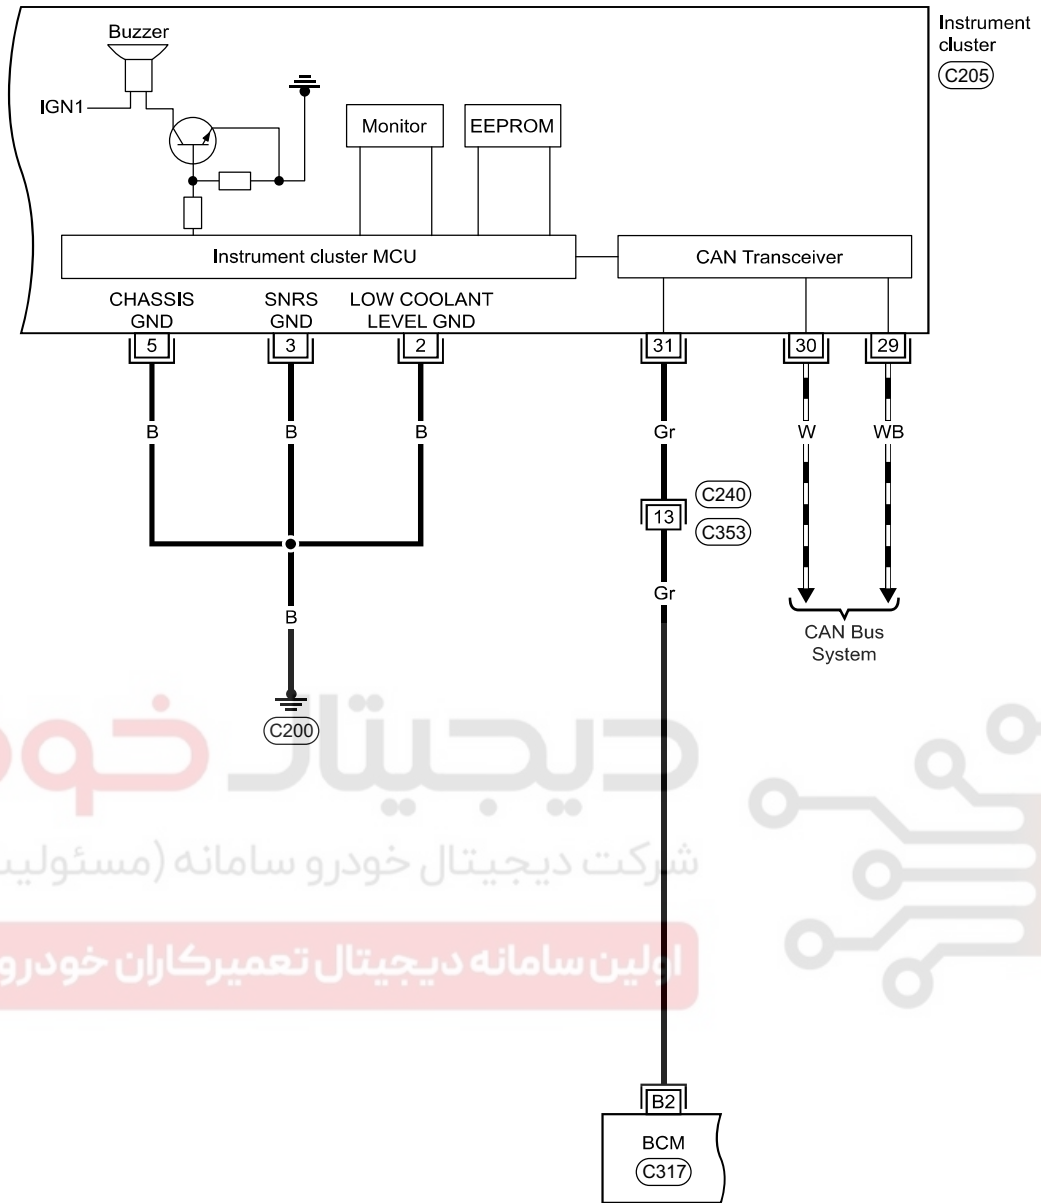 Buzzer
Instrument
cluster
C205
IGN1
Monitor
EEPROM
Instrument cluster MCU
CAN Transceiver
CHASSIS
GND
SNRS
GND
LOW COOLANT
LEVEL GND
5
3
2
31
30
29
B
B
B
Gr
W
WB
13
C240
C353
Gr
B
CAN Bus
System
C200
دیجیتال
شرکت دیجیتال خودرو سامانه
اولین سامانه دیجیتال تعمیرکاران خودرو
B2
BCM
C317